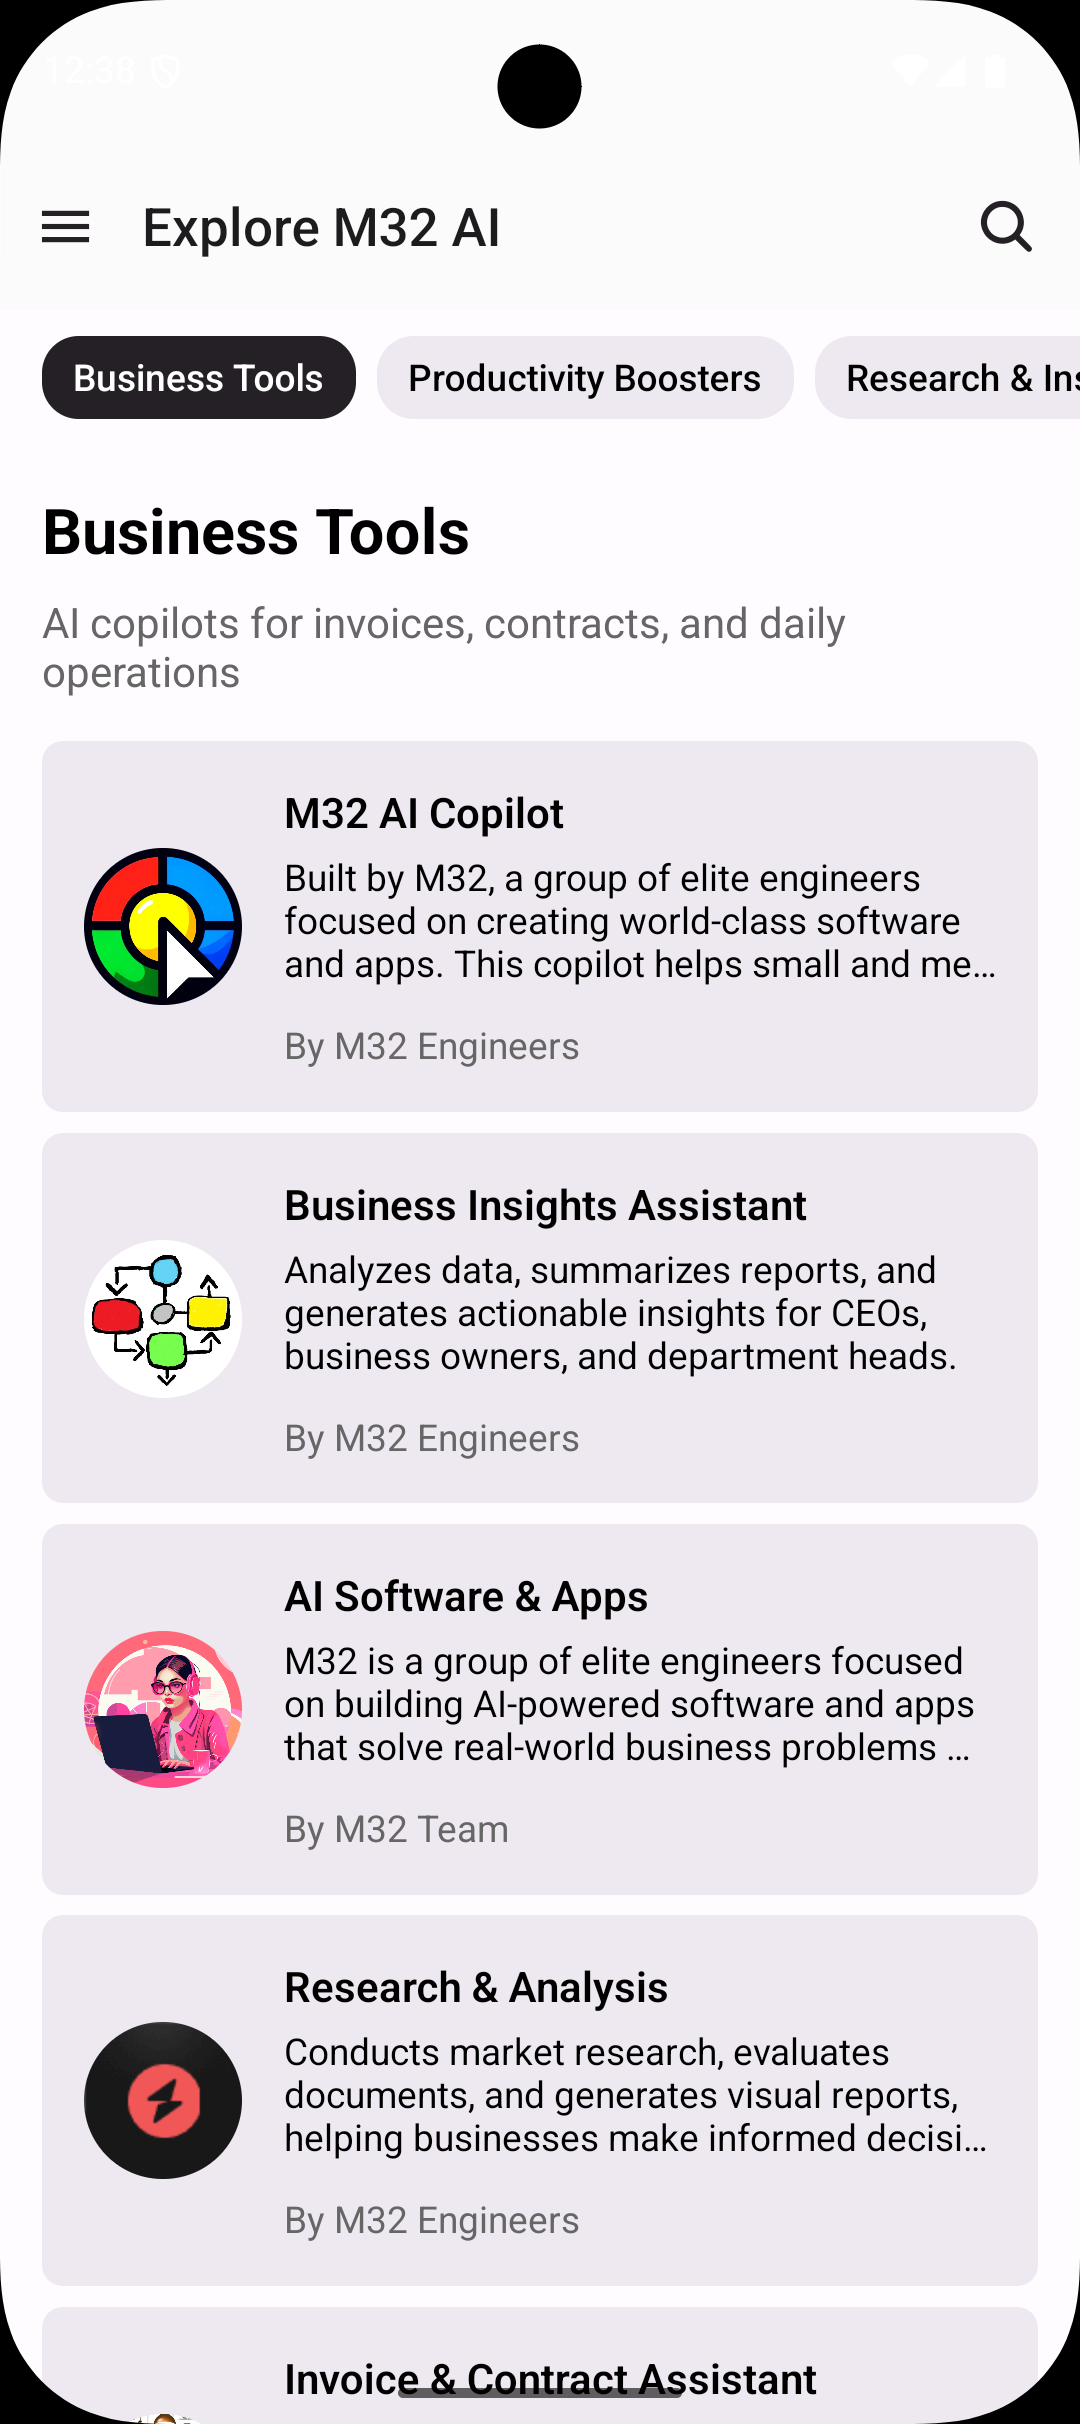 12:38
Explore M32 AI
Business Tools
Productivity Boosters
Research & Ins
Business Tools
AI copilots for invoices, contracts, and daily
operations
M32 AI Copilot
Built by M32, a group of elite engineers
focused on creating world-class software
and apps. This copilot helps small and me...
By M32 Engineers
Business Insights Assistant
Analyzes data, summarizes reports, and
generates actionable insights for CEOs,
business owners, and department heads.
By M32 Engineers
AI Software & Apps
M32 is a group of elite engineers focused
on building AI-powered software and apps
that solve real-world business problems ...
By M32 Team
Research & Analysis
Conducts market research, evaluates
documents, and generates visual reports,
helping businesses make informed decisi...
By M32 Engineers
Invoice & Contract Assistant